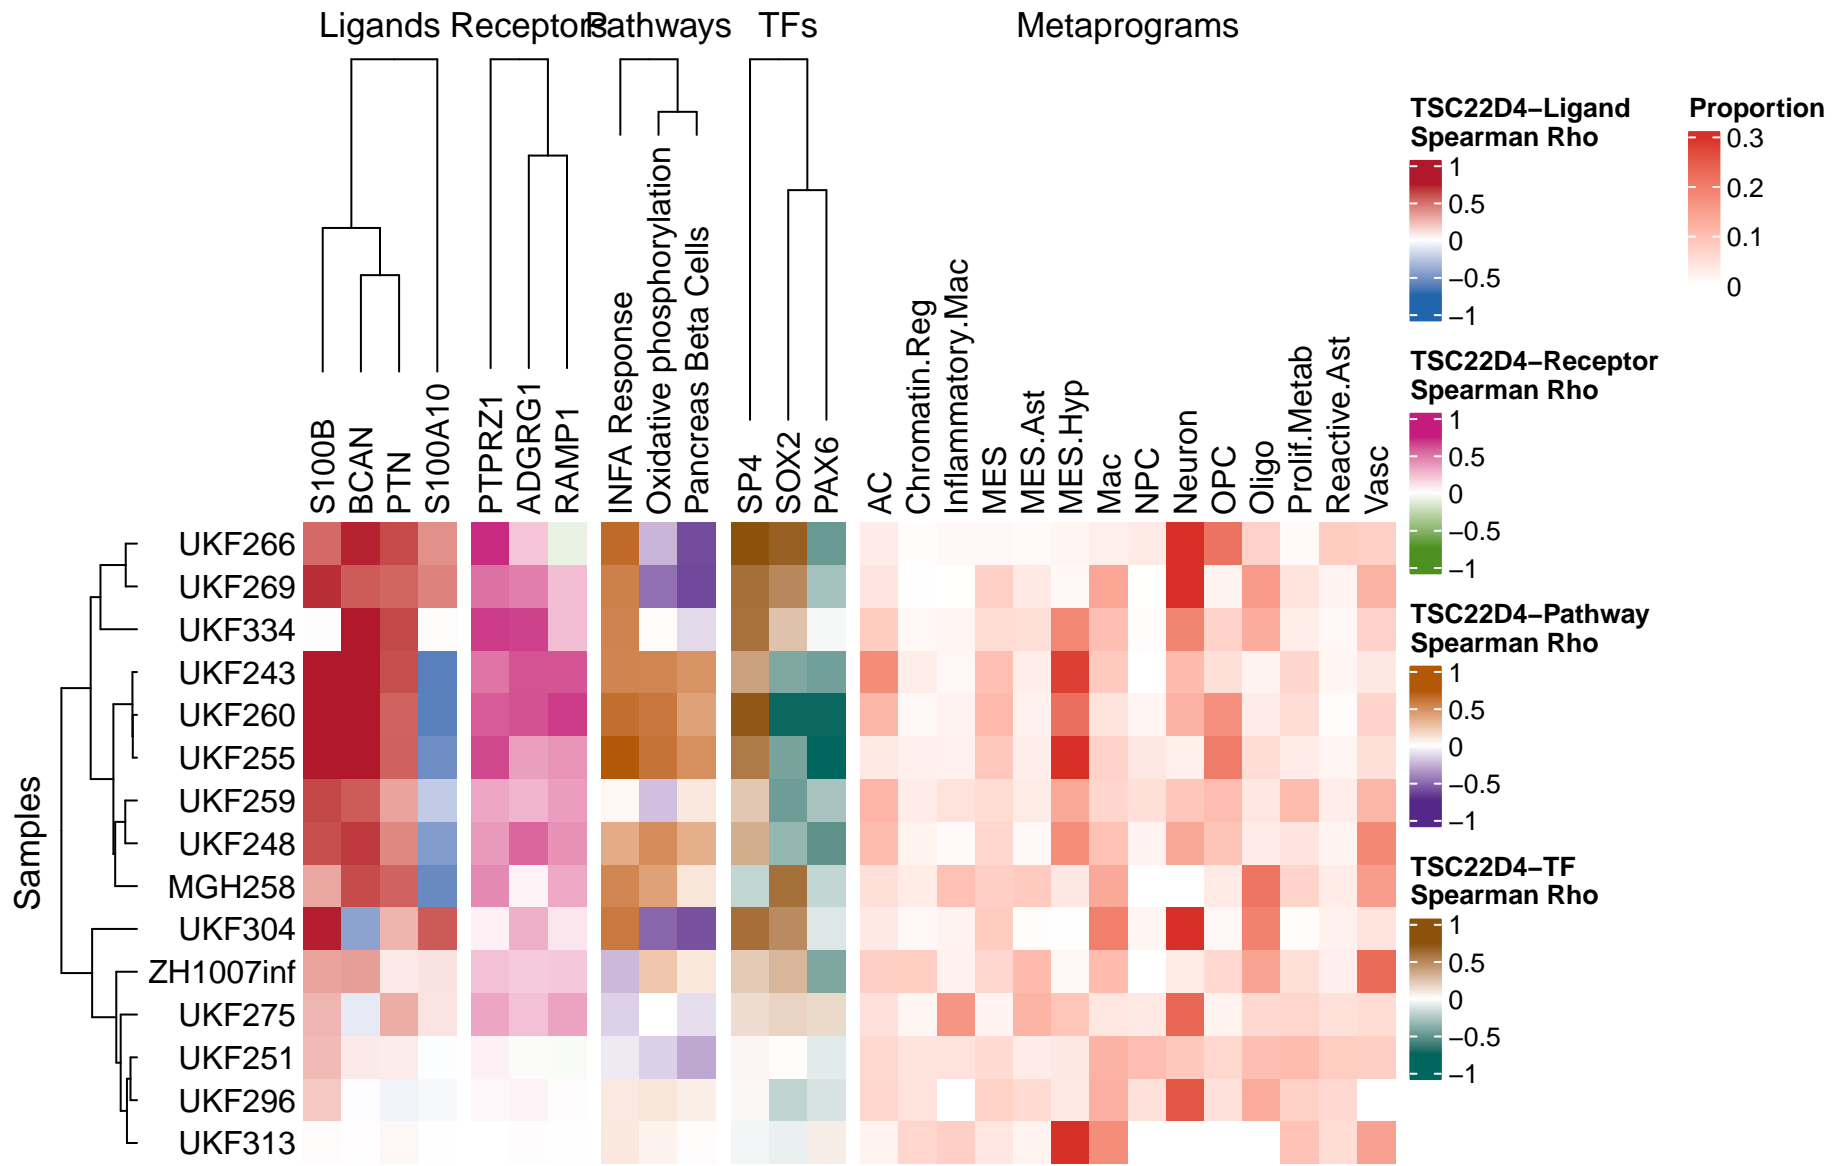 Ligands Receptors Pathways TFs Metaprograms
TSC22D4−Ligand
Spearman Rho
1
0.5
0
−0.5
−1
Proportion
0.3
0.2
0.1
0
TSC22D4−Receptor
Spearman Rho
1
0.5
0
−0.5
−1
TSC22D4−Pathway
Spearman Rho
1
0.5
0
−0.5
−1
TSC22D4−TF
Spearman Rho
1
0.5
0
−0.5
−1
S100B
BCAN
PTN
S100A10
PTPRZ1
ADGRG1
RAMP1
INFA Response
Oxidative phosphorylation
Pancreas Beta Cells
SP4
SOX2
PAX6
AC
Chromatin.Reg
Inflammatory.Mac
MES
MES.Ast
MES.Hyp
Mac
NPC
Neuron
OPC
Oligo
Prolif.Metab
Reactive.Ast
Vasc
Samples
UKF266
UKF269
UKF334
UKF243
UKF260
UKF255
UKF259
UKF248
MGH258
UKF304
ZH1007inf
UKF275
UKF251
UKF296
UKF313